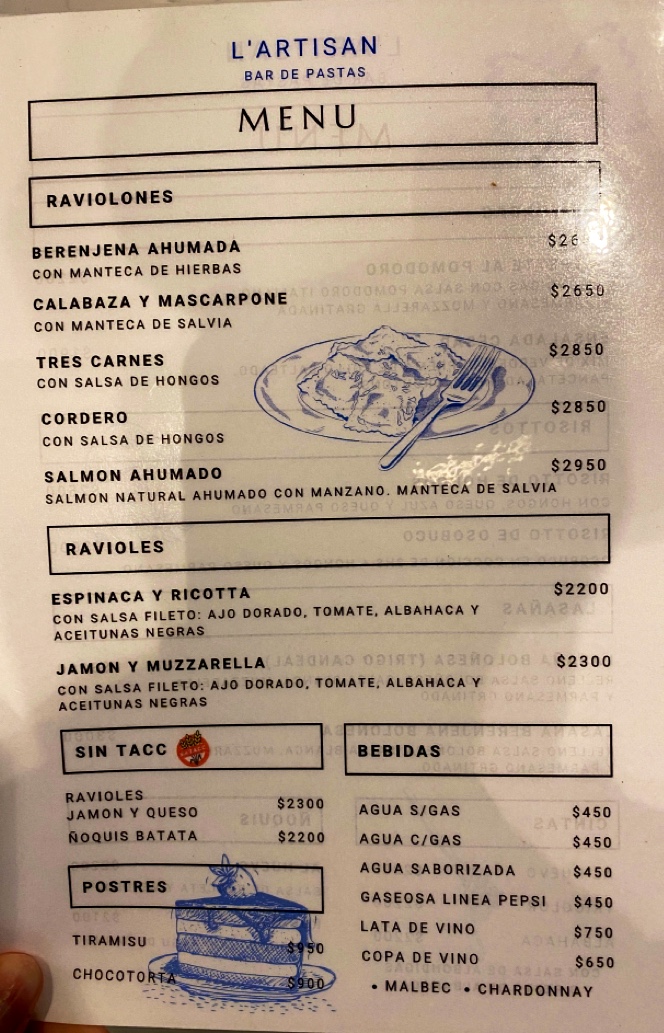 L'ARTISAN
BAR DE PASTAS
MENU
RAVIOLONES
BERENJENA AHUMADA
CON MANTECA DE HIERBAS
CALABAZA Y MASCARPONE $2650
CON MANTECA DE SALVIA
TRES CARNES $2850
CON SALSA DE HONGOS
CORDERO $2850
CON SALSA DE HONGOS
SALMON AHUMADO $2950
SALMON NATURAL AHUMADO CON MANZANO. MANTECA DE SALVIA
RAVIOLES
ESPINACA Y RICOTTA $2200
CON SALSA FILETO: AJO DORADO, TOMATE, ALBAHACA Y
ACEITUNAS NEGRAS
JAMON Y MUZZARELLA $2300
CON SALSA FILETO: AJO DORADO, TOMATE, ALBAHACA Y
ACEITUNAS NEGRAS
SIN TACC
RAVIOLES
JAMON Y QUESO $2300
ÑOQUIS BATATA $2200
POSTRES
TIRAMISU $950
CHOCOTORTA $900
BEBIDAS
AGUA S/GAS $450
AGUA C/GAS $450
AGUA SABORIZADA $450
GASEOSA LINEA PEPSI $450
LATA DE VINO $750
COPA DE VINO $650
• MALBEC • CHARDONNAY